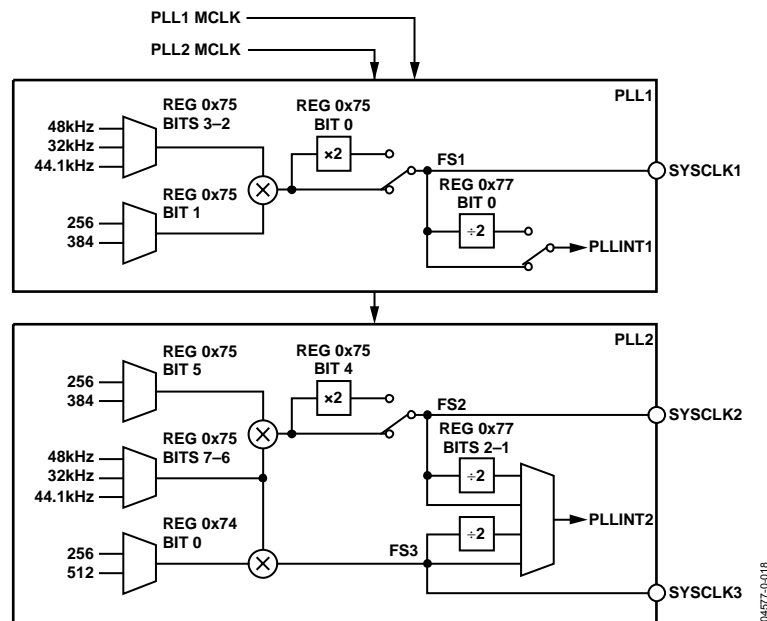 PLL1 MCLK
PLL2 MCLK
PLL1
REG 0x75
BITS 3–2
48kHz
32kHz
44.1kHz
REG 0x75
BIT 0
×2
FS1
SYSCLK1
REG 0x75
BIT 1
256
384
REG 0x77
BIT 0
÷2
PLLINT1
PLL2
REG 0x75
BIT 5
256
384
REG 0x75
BIT 4
×2
FS2
SYSCLK2
REG 0x75
BITS 7–6
48kHz
32kHz
44.1kHz
REG 0x77
BITS 2–1
÷2
PLLINT2
÷2
REG 0x74
BIT 0
256
512
FS3
SYSCLK3
04577-0-018